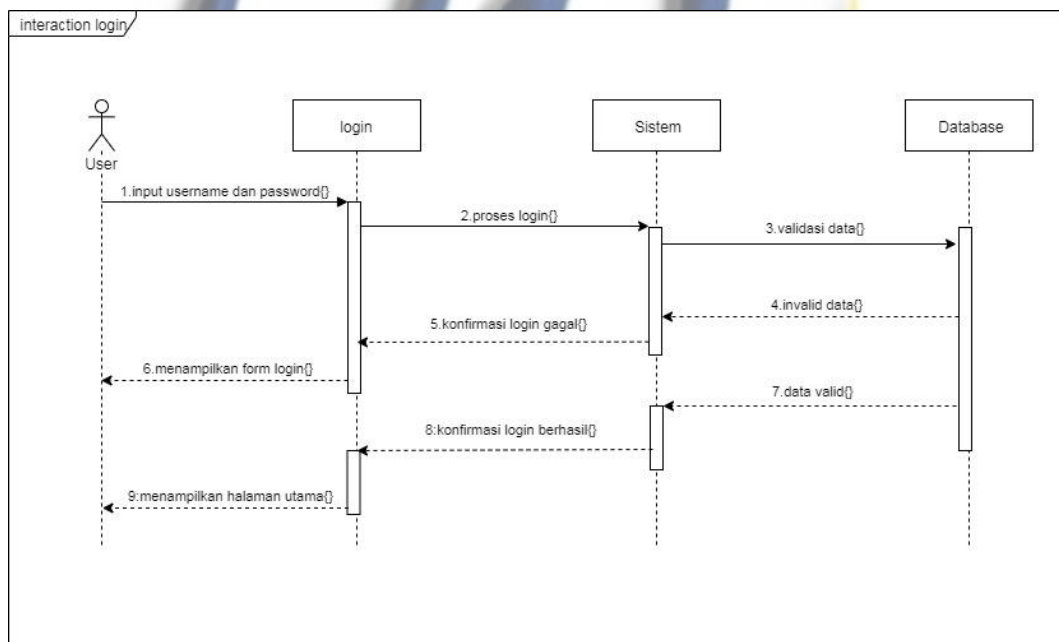 interaction login
User
login
Sistem
Database
1.input username dan password{}
2.proses login{}
3.validasi data{}
4.invalid data{}
5.konfirmasi login gagal{}
6.menampilkan form login{}
7.data valid{}
8:konfirmasi login berhasil{}
9:menampilkan halaman utama{}